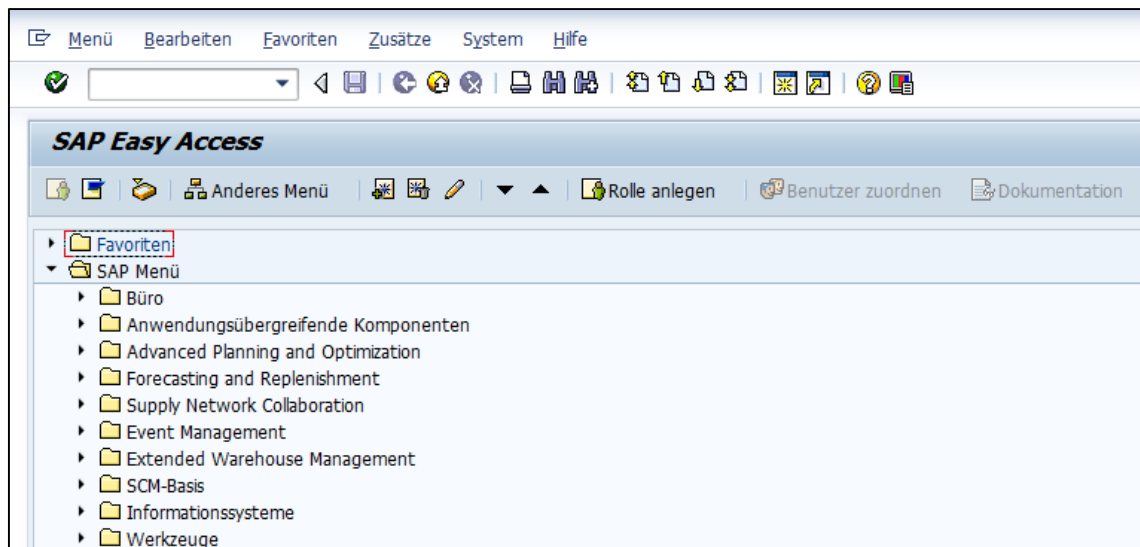 Menü Bearbeiten Favoriten Zusätze System Hilfe
SAP Easy Access
Anderes Menü Rolle anlegen Benutzer zuordnen Dokumentation
Favoriten
SAP Menü
Büro
Anwendungsübergreifende Komponenten
Advanced Planning and Optimization
Forecasting and Replenishment
Supply Network Collaboration
Event Management
Extended Warehouse Management
SCM-Basis
Informationssysteme
Werkzeuge